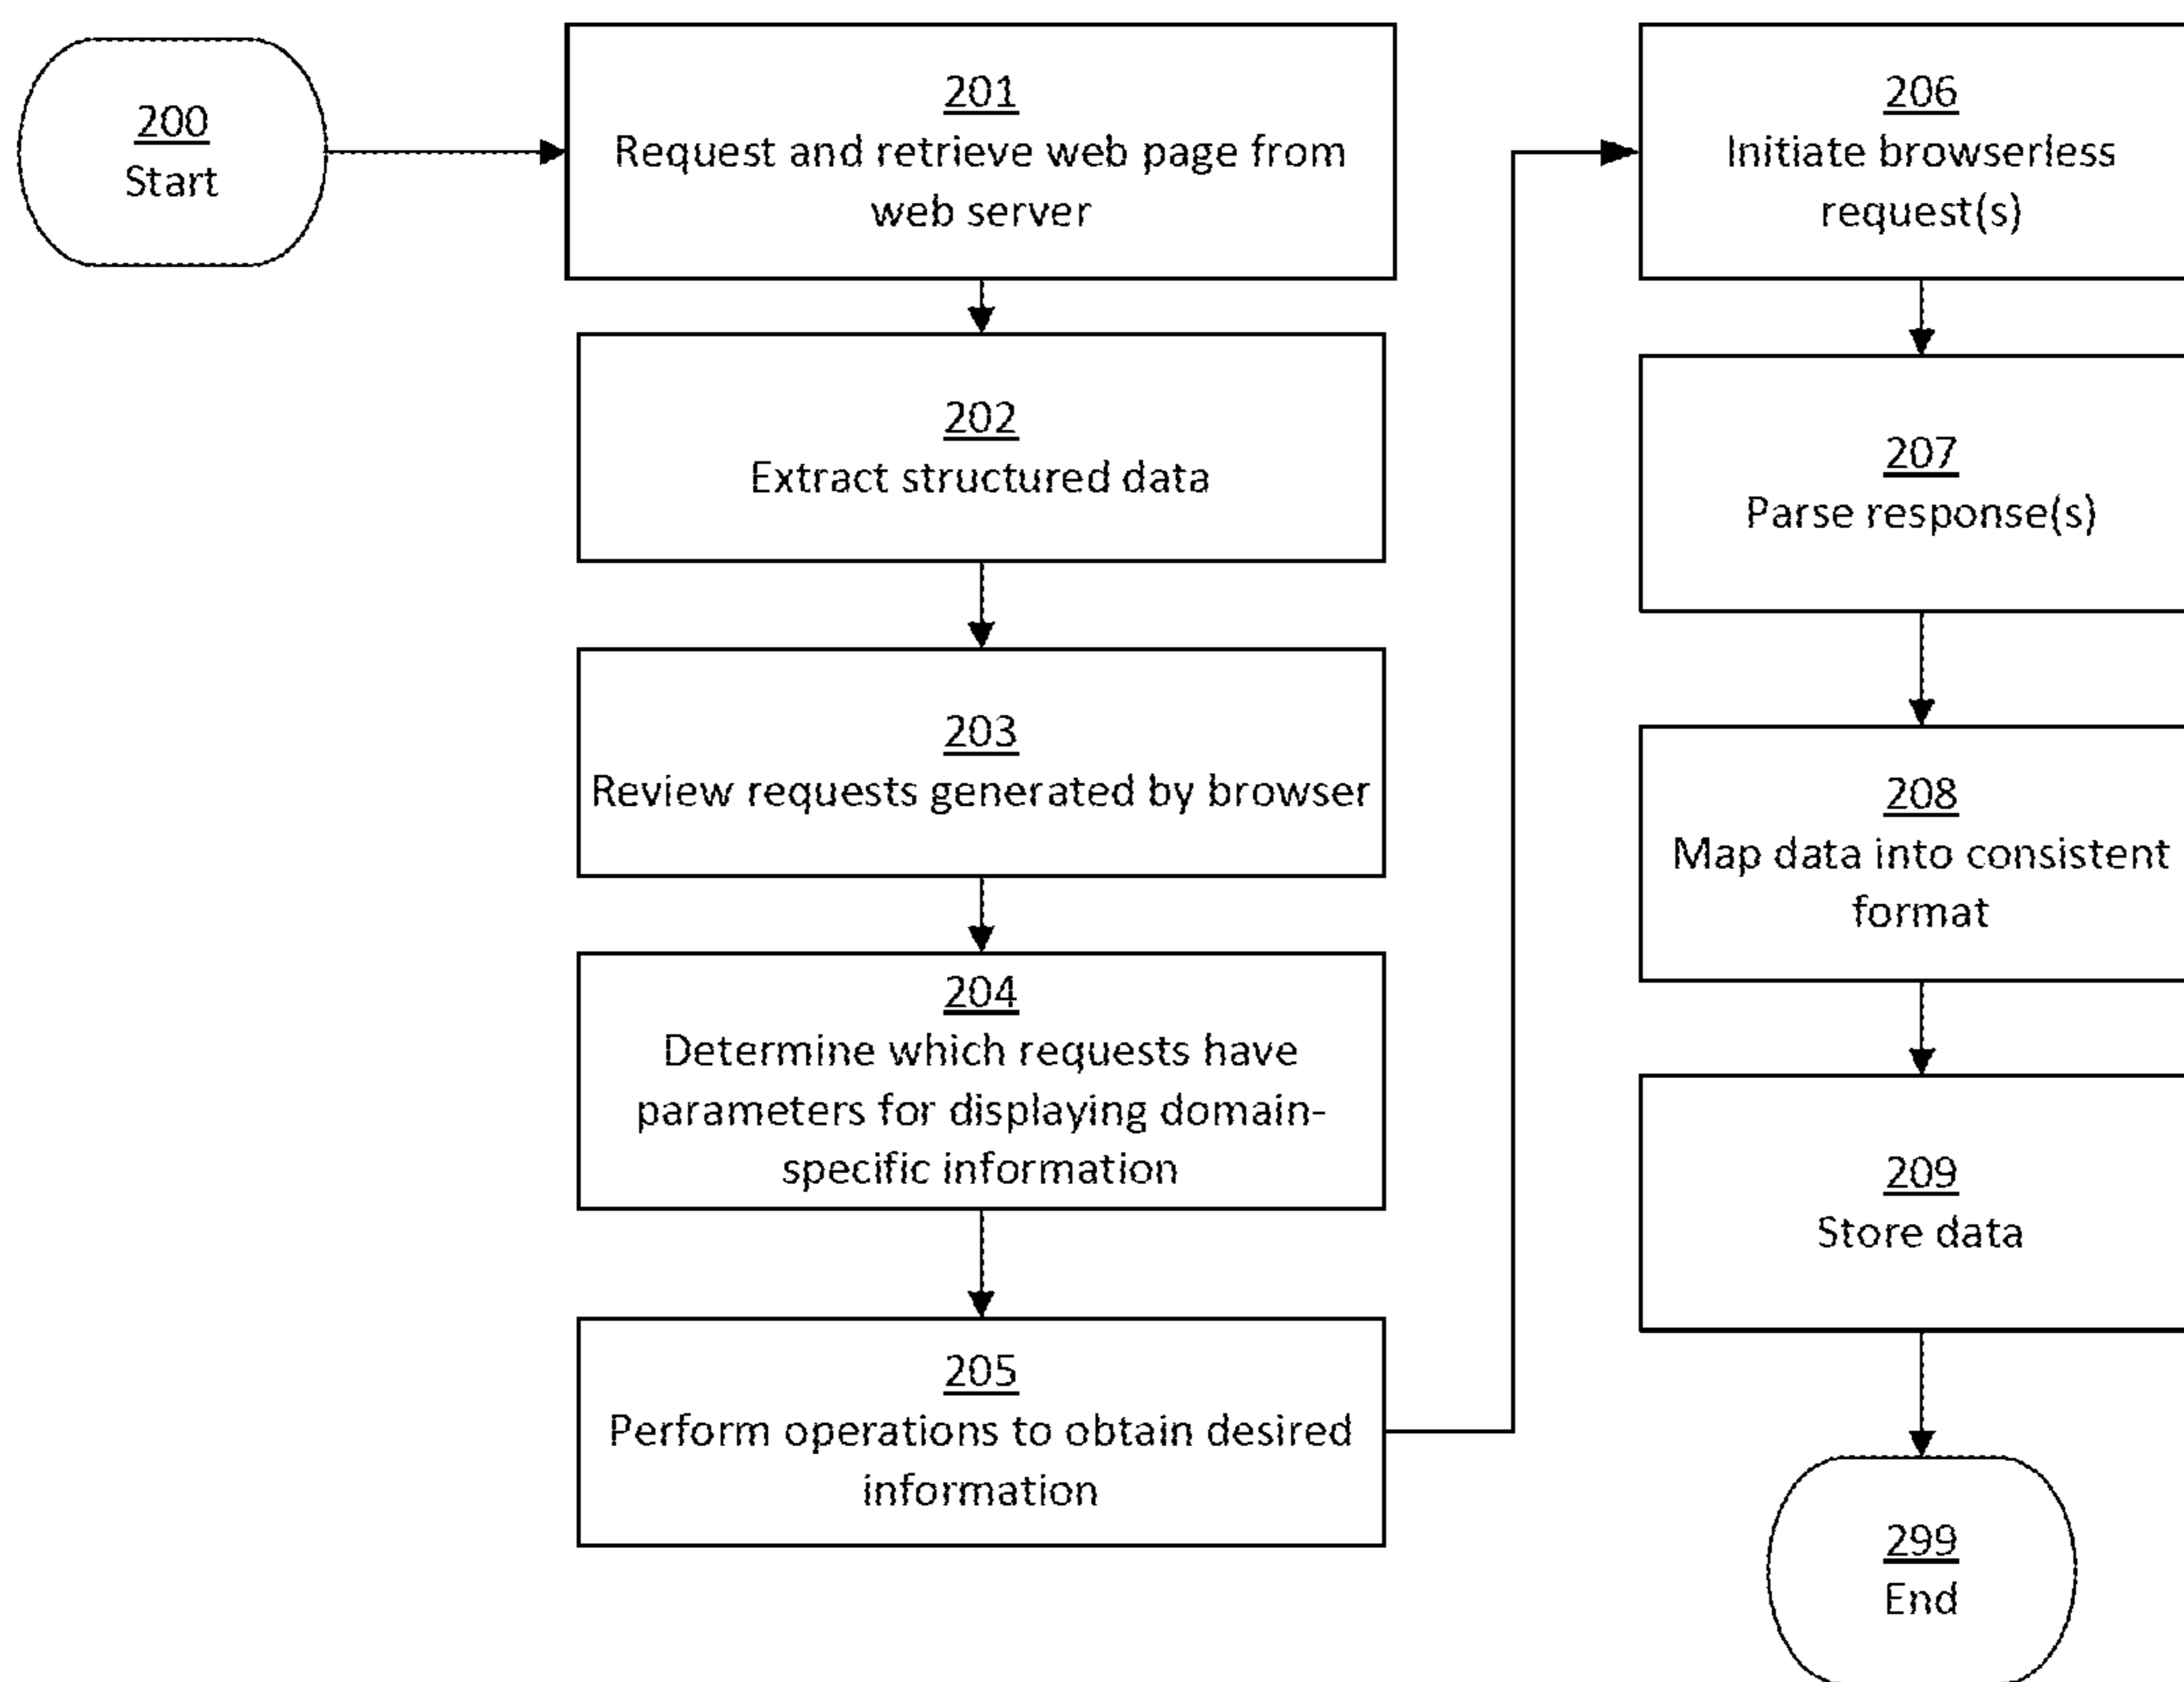 200
Start
201
Request and retrieve web page from
web server
202
Extract structured data
203
Review requests generated by browser
204
Determine which requests have
parameters for displaying domain-
specific information
205
Perform operations to obtain desired
information
206
Initiate browserless
request(s)
207
Parse response(s)
208
Map data into consistent
format
209
Store data
299
End